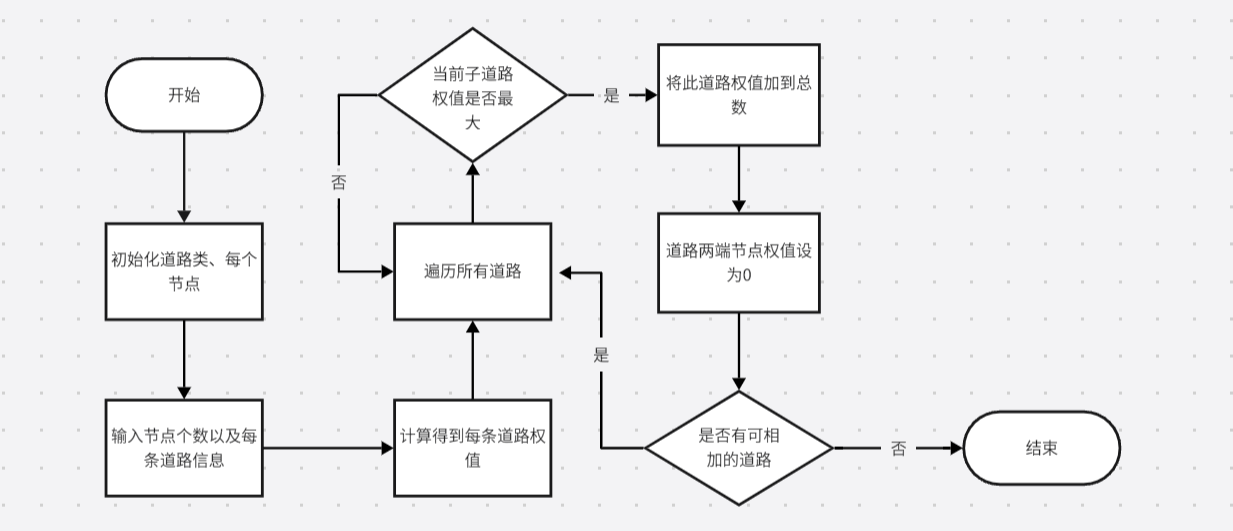 开始
初始化道路类、每个
节点
输入节点个数以及每
条道路信息
计算得到每条道路权
值
遍历所有道路
当前子道路
权值是否最
大
否
是
将此道路权值加到总
数
道路两端节点权值设
为0
是否有可相
加的道路
是
否
结束